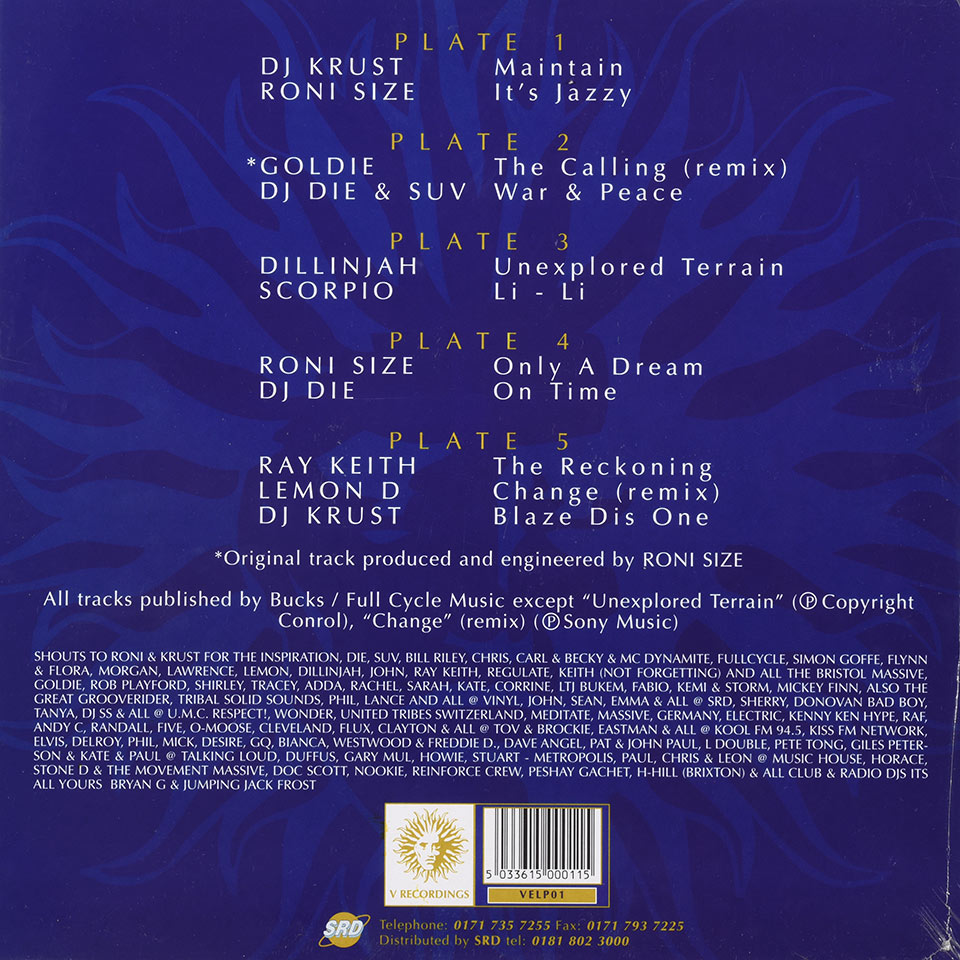 PLATE 1
DJ KRUST Maintain
RONI SIZE It's Jazzy
PLATE 2
*GOLDIE The Calling (remix)
DJ DIE & SUV War & Peace
PLATE 3
DILLINJAH Unexplored Terrain
SCORPIO Li - Li
PLATE 4
RONI SIZE Only A Dream
DJ DIE On Time
PLATE 5
RAY KEITH The Reckoning
LEMON D Change (remix)
DJ KRUST Blaze Dis One
*Original track produced and engineered by RONI SIZE
All tracks published by Bucks / Full Cycle Music except “Unexplored Terrain” (℗Copyright
Conrol), “Change” (remix) (℗Sony Music)
SHOUTS TO RONI & KRUST FOR THE INSPIRATION, DIE, SUV, BILL RILEY, CHRIS, CARL & BECKY & MC DYNAMITE, FULLCYCLE, SIMON GOFFE, FLYNN
& FLORA, MORGAN, LAWRENCE, LEMON, DILLINJAH, JOHN, RAY KEITH, REGULATE, KEITH (NOT FORGETTING) AND ALL THE BRISTOL MASSIVE,
GOLDIE, ROB PLAYFORD, SHIRLEY, TRACEY, ADDA, RACHEL, SARAH, KATE, CORRINE, LTJ BUKEM, FABIO, KEMI & STORM, MICKEY FINN, ALSO THE
GREAT GROOVERIDER, TRIBAL SOLID SOUNDS, PHIL, LANCE AND ALL @ VINYL, JOHN, SEAN, EMMA & ALL @ SRD, SHERRY, DONOVAN BAD BOY,
TANYA, DJ SS & ALL @ U.M.C. RESPECT!, WONDER, UNITED TRIBES SWITZERLAND, MEDITATE, MASSIVE, GERMANY, ELECTRIC, KENNY KEN HYPE, RAF,
ANDY C, RANDALL, FIVE, O-MOOSE, CLEVELAND, FLUX, CLAYTON & ALL @ TOV & BROCKIE, EASTMAN & ALL @ KOOL FM 94.5, KISS FM NETWORK,
ELVIS, DELROY, PHIL, MICK, DESIRE, GQ, BIANCA, WESTWOOD & FREDDIE D., DAVE ANGEL, PAT & JOHN PAUL, L DOUBLE, PETE TONG, GILES PETER-
SON & KATE & PAUL @ TALKING LOUD, DUFFUS, GARY MUL, HOWIE, STUART - METROPOLIS, PAUL, CHRIS & LEON @ MUSIC HOUSE, HORACE,
STONE D & THE MOVEMENT MASSIVE, DOC SCOTT, NOOKIE, REINFORCE CREW, PESHAY GACHET, H-HILL (BRIXTON) & ALL CLUB & RADIO DJS ITS
ALL YOURS BRYAN G & JUMPING JACK FROST
V RECORDINGS
5 033615 000115
VELP01
SRD
Telephone: 0171 735 7255 Fax: 0171 793 7225
Distributed by SRD tel: 0181 802 3000